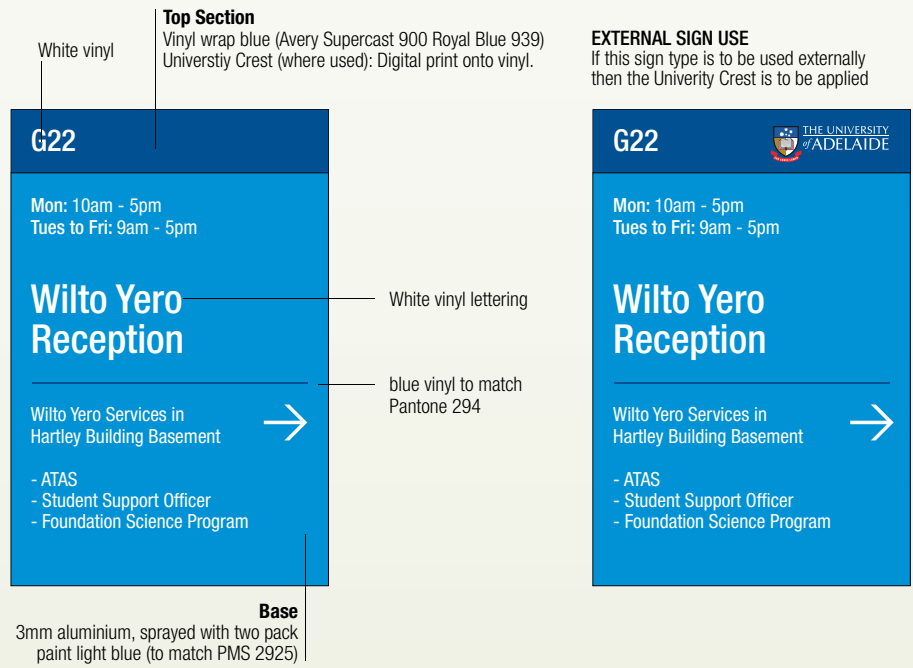 Top Section
Vinyl wrap blue (Avery Supercast 900 Royal Blue 939)
Universtiy Crest (where used): Digital print onto vinyl.
White vinyl
EXTERNAL SIGN USE
If this sign type is to be used externally
then the Univerity Crest is to be applied
G22
Mon: 10am - 5pm
Tues to Fri: 9am - 5pm
Wilto Yero
Reception
Wilto Yero Services in
Hartley Building Basement
- ATAS
- Student Support Officer
- Foundation Science Program
White vinyl lettering
blue vinyl to match
Pantone 294
Base
3mm aluminium, sprayed with two pack
paint light blue (to match PMS 2925)
G22
THE UNIVERSITY
of ADELAIDE
Mon: 10am - 5pm
Tues to Fri: 9am - 5pm
Wilto Yero
Reception
Wilto Yero Services in
Hartley Building Basement
- ATAS
- Student Support Officer
- Foundation Science Program